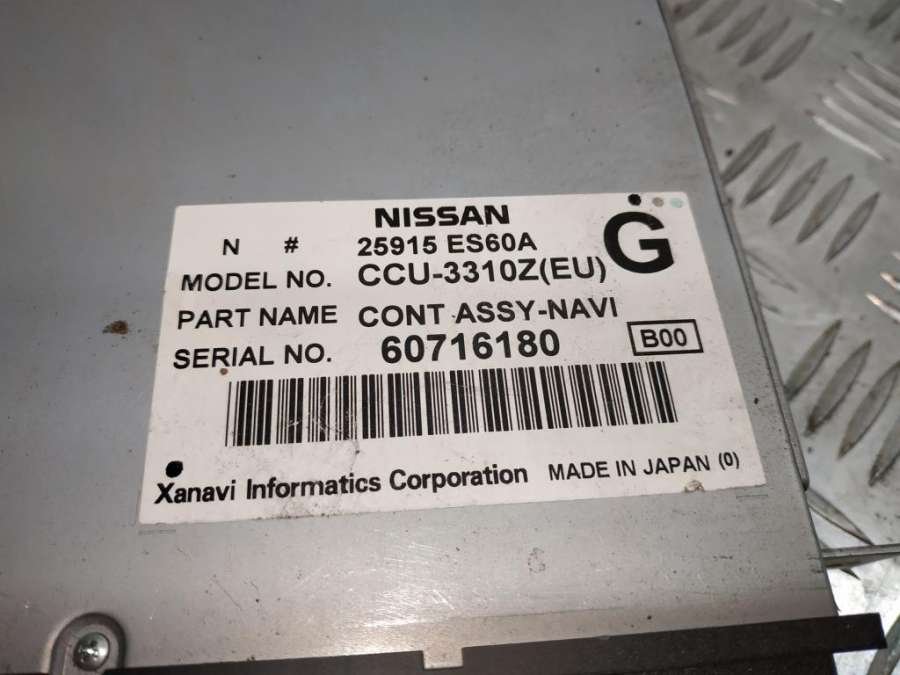 NISSAN
N # 25915 ES60A G
MODEL NO. CCU-3310Z(EU)
PART NAME CONT ASSY-NAVI
SERIAL NO. 60716180 B00
Xanavi Informatics Corporation MADE IN JAPAN (0)